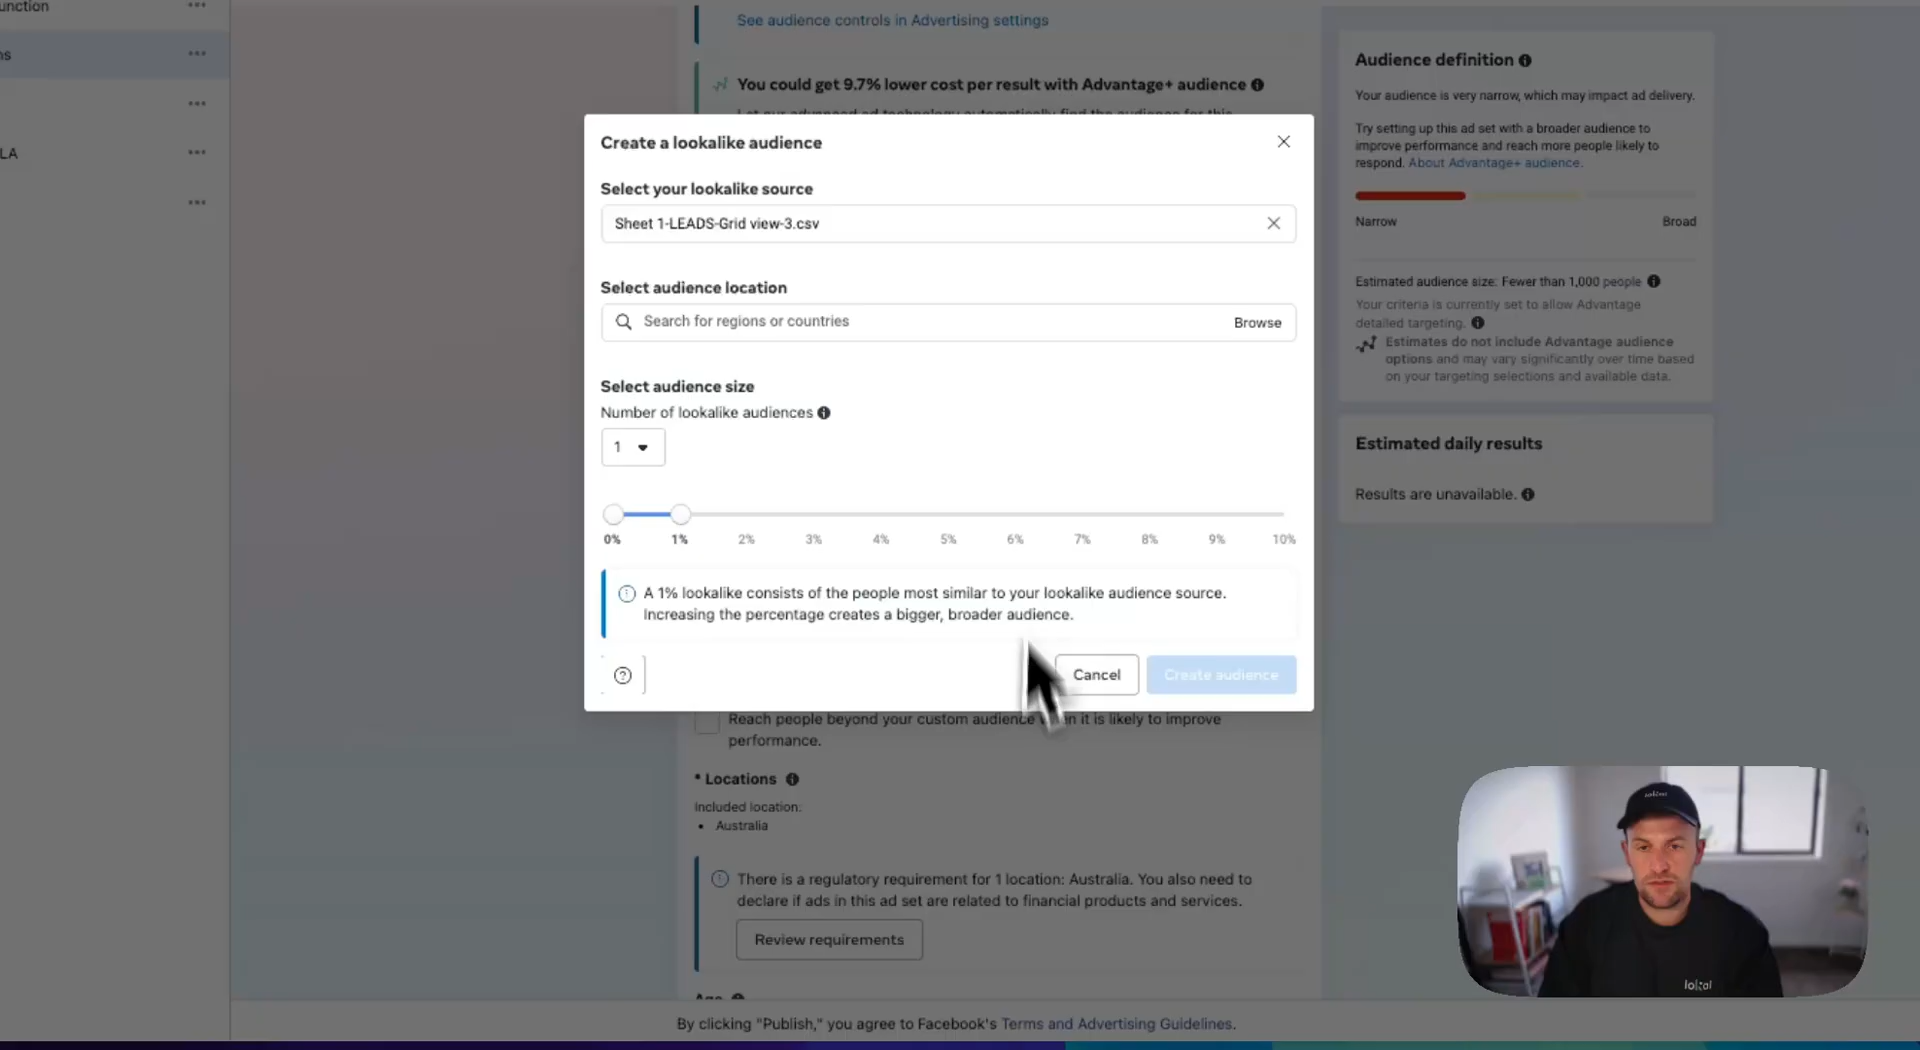 unction
ns
LA
See audience controls in Advertising settings
You could get 9.7% lower cost per result with Advantage+ audience
Create a lookalike audience
Select your lookalike source
Sheet 1-LEADS-Grid view-3.csv
Select audience location
Search for regions or countries
Browse
Select audience size
Number of lookalike audiences
1
0% 1% 2% 3% 4% 5% 6% 7% 8% 9% 10%
A 1% lookalike consists of the people most similar to your lookalike audience source.
Increasing the percentage creates a bigger, broader audience.
Cancel
Create audience
Reach people beyond your custom audience when it is likely to improve
performance.
* Locations
Included location:
• Australia
There is a regulatory requirement for 1 location: Australia. You also need to
declare if ads in this ad set are related to financial products and services.
Review requirements
By clicking "Publish," you agree to Facebook's Terms and Advertising Guidelines.
Audience definition
Your audience is very narrow, which may impact ad delivery.
Try setting up this ad set with a broader audience to
improve performance and reach more people likely to
respond. About Advantage+ audience.
Narrow
Broad
Estimated audience size: Fewer than 1,000 people
Your criteria is currently set to allow Advantage
detailed targeting.
Estimates do not include Advantage audience
options and may vary significantly over time based
on your targeting selections and available data.
Estimated daily results
Results are unavailable.